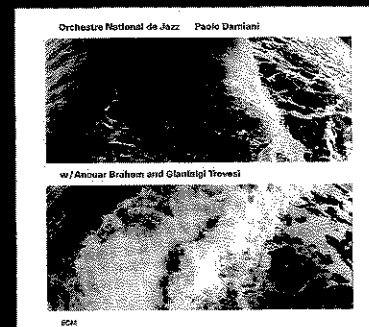 Orchestre National de Jazz Paolo Damiani
w/Anouar Brahem and Gianluigi Trovesi
ECM